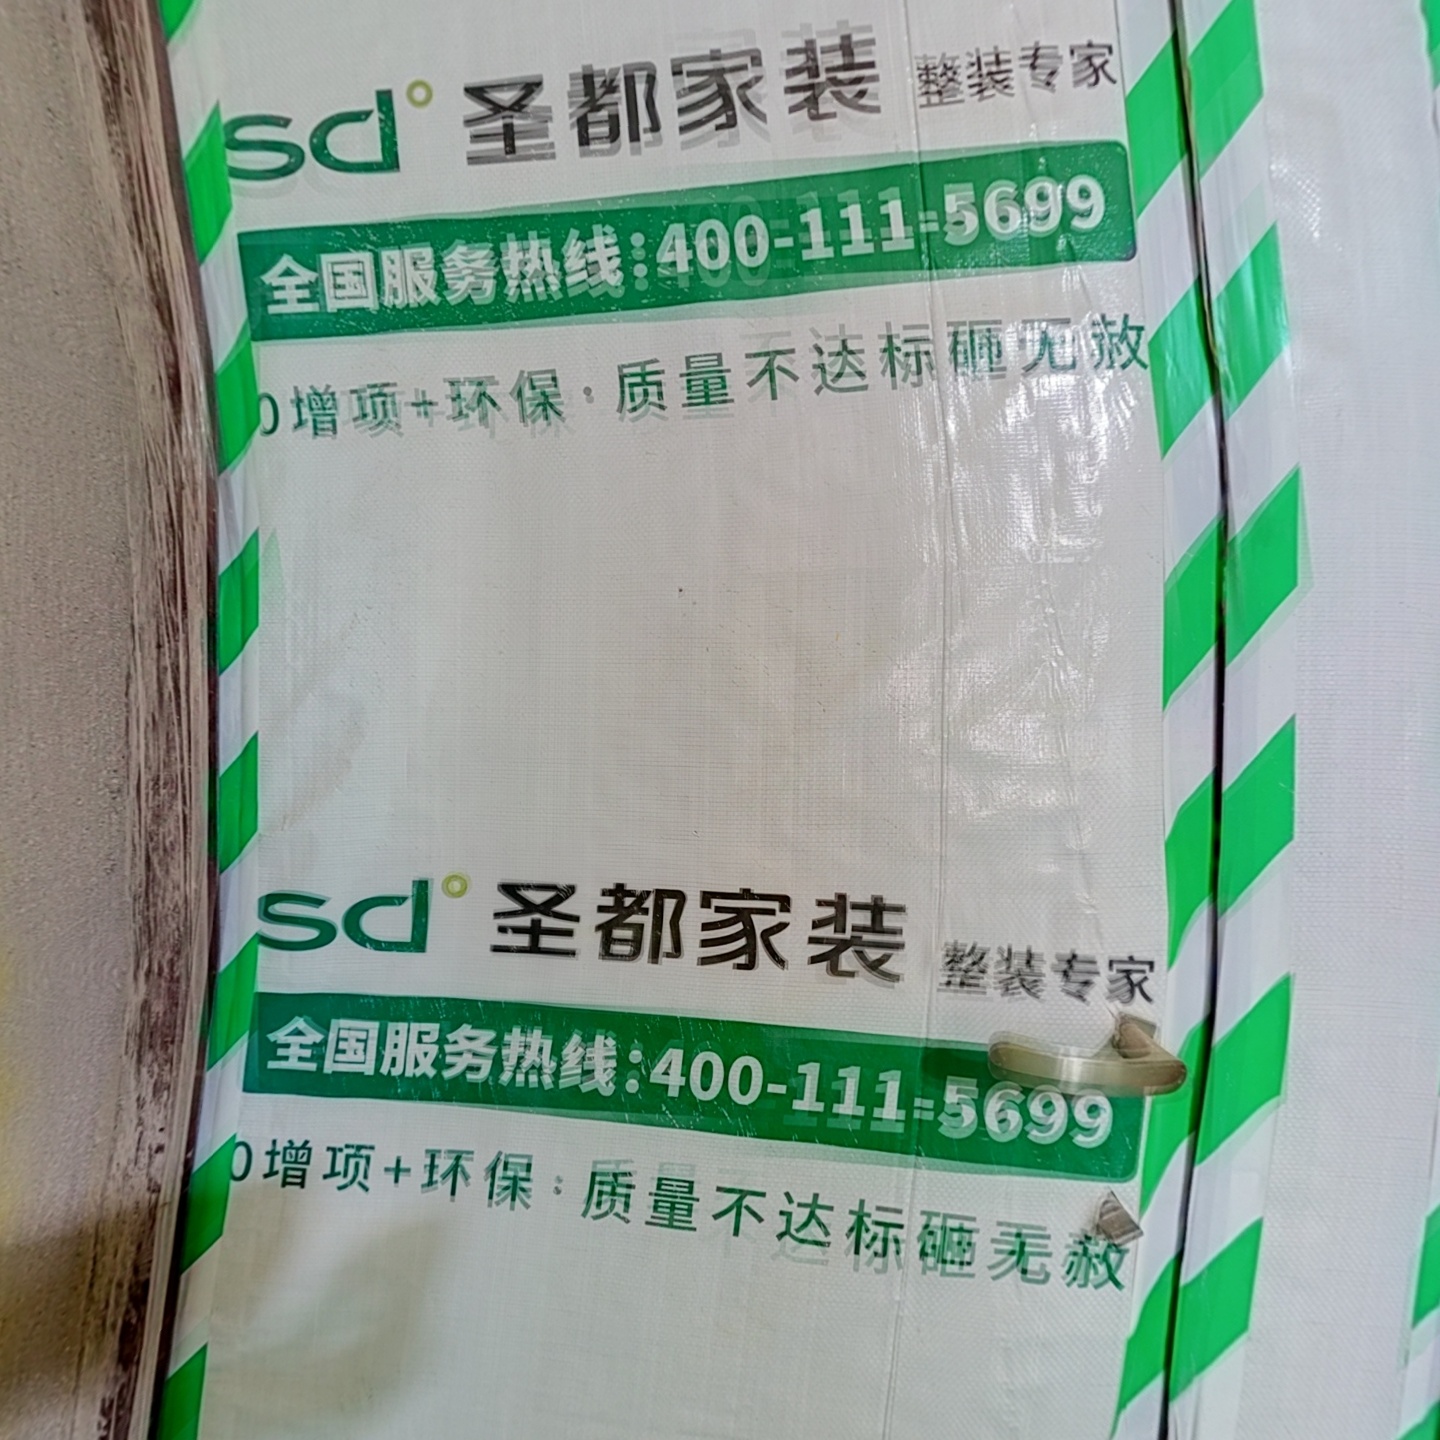 sd 圣都家装 整装专家
全国服务热线:400-111-5699
0增项+环保·质量不达标砸无赦
sd 圣都家装 整装专家
全国服务热线:400-111-5699
0增项+环保·质量不达标砸无赦